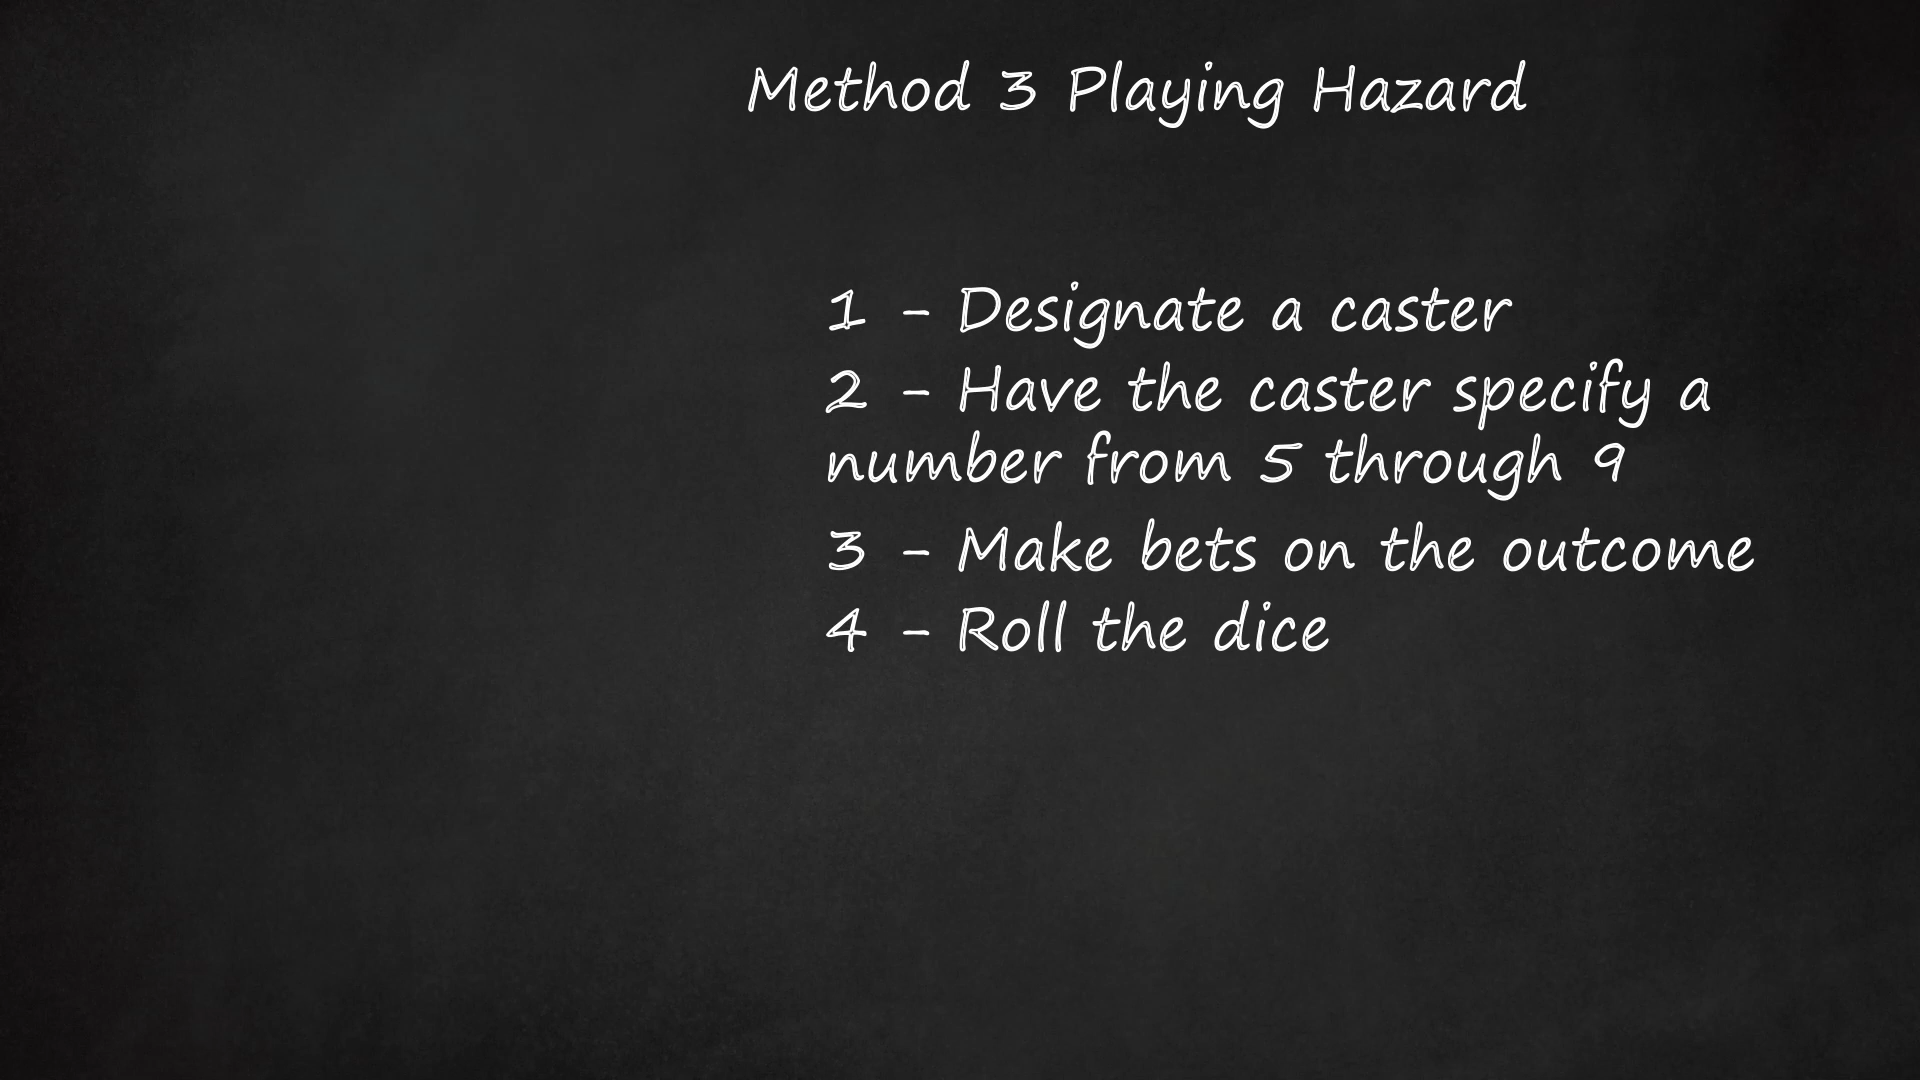 Method 3 Playing Hazard
1 - Designate a caster
2 - Have the caster specify a
number from 5 through 9
3 - Make bets on the outcome
4 - Roll the dice